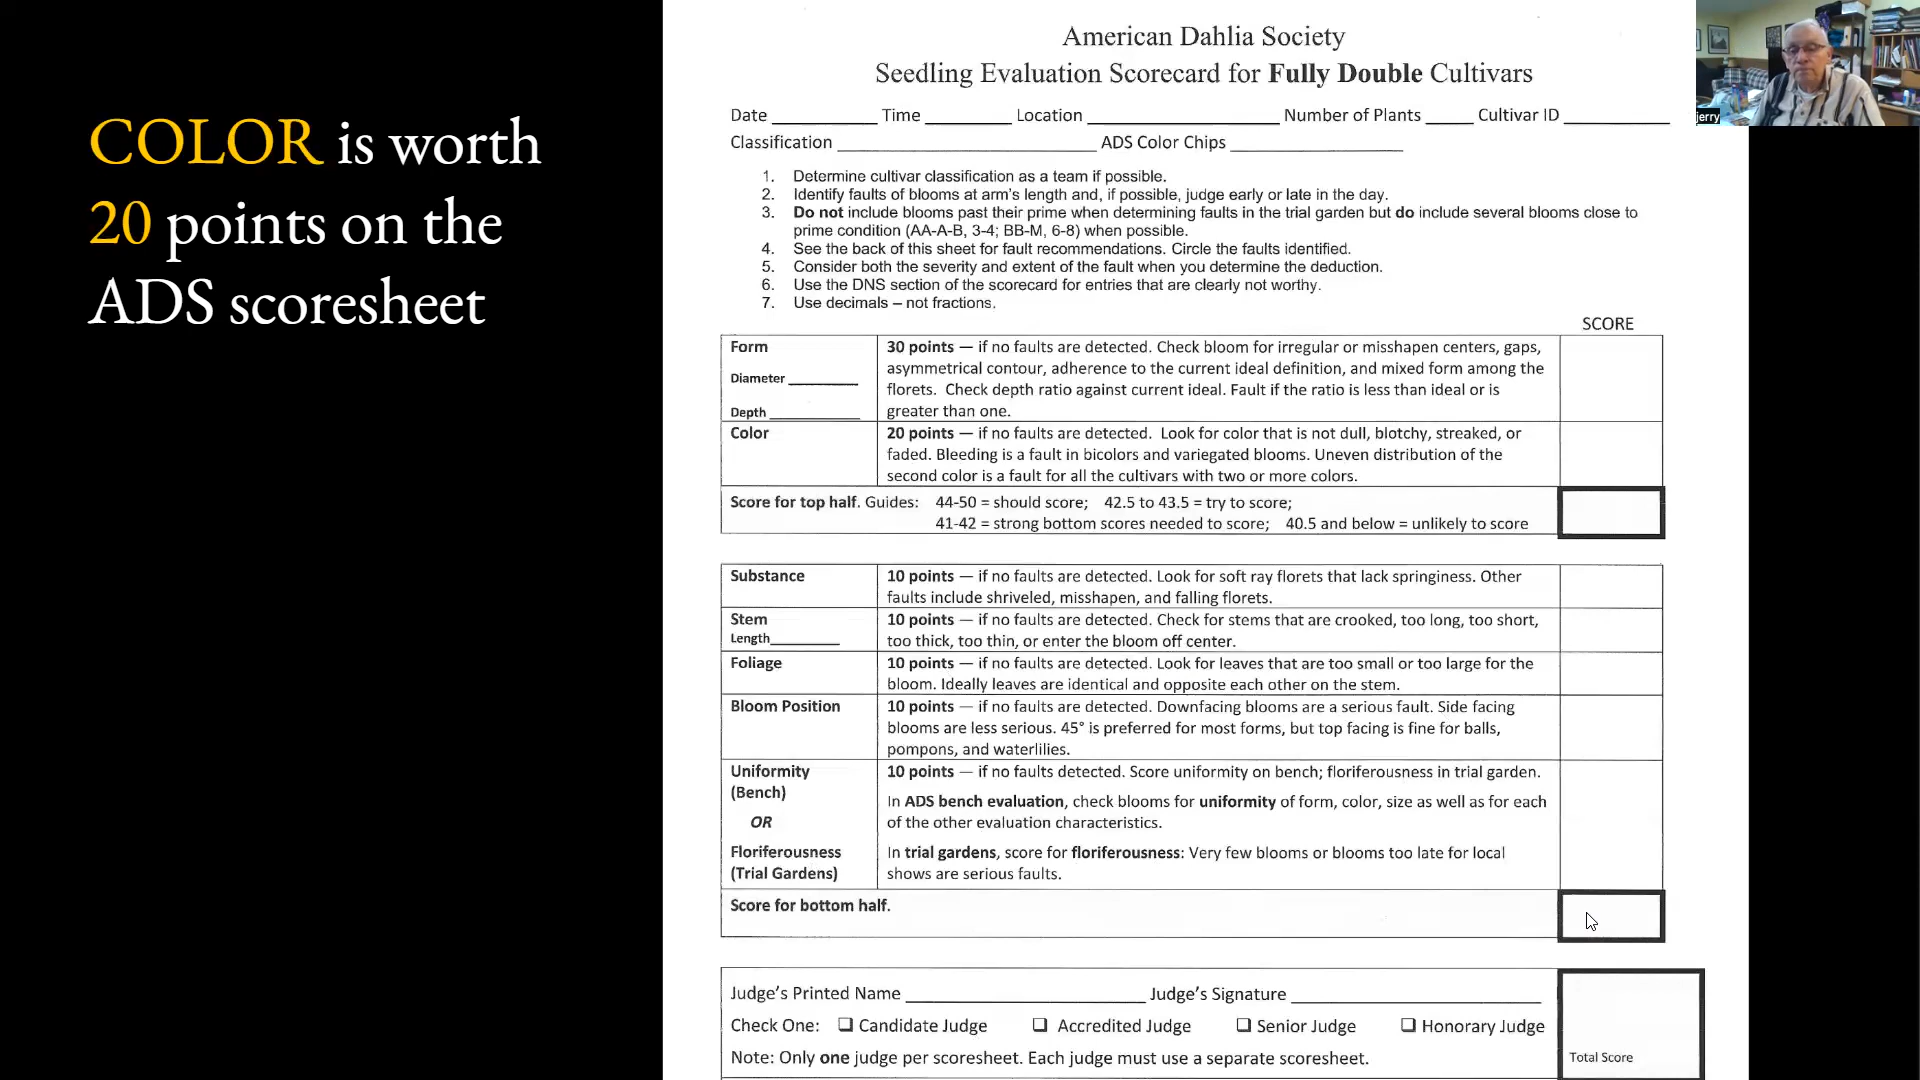 COLOR is worth
20 points on the
ADS scoresheet
American Dahlia Society
Seedling Evaluation Scorecard for Fully Double Cultivars
Date __________ Time __________ Location __________ Number of Plants _____ Cultivar ID __________
Classification __________ ADS Color Chips __________
1. Determine cultivar classification as a team if possible.
2. Identify faults of blooms at arm's length and, if possible, judge early or late in the day.
3. Do not include blooms past their prime when determining faults in the trial garden but do include several blooms close to
prime condition (AA-A-B, 3-4; BB-M, 6-8) when possible.
4. See the back of this sheet for fault recommendations. Circle the faults identified.
5. Consider both the severity and extent of the fault when you determine the deduction.
6. Use the DNS section of the scorecard for entries that are clearly not worthy.
7. Use decimals – not fractions.
SCORE
Form
Diameter __________
Depth __________
30 points — if no faults are detected. Check bloom for irregular or misshapen centers, gaps,
asymmetrical contour, adherence to the current ideal definition, and mixed form among the
florets. Check depth ratio against current ideal. Fault if the ratio is less than ideal or is
greater than one.
Color
20 points — if no faults are detected. Look for color that is not dull, blotchy, streaked, or
faded. Bleeding is a fault in bicolors and variegated blooms. Uneven distribution of the
second color is a fault for all the cultivars with two or more colors.
Score for top half. Guides: 44-50 = should score; 42.5 to 43.5 = try to score;
41-42 = strong bottom scores needed to score; 40.5 and below = unlikely to score
Substance
10 points — if no faults are detected. Look for soft ray florets that lack springiness. Other
faults include shriveled, misshapen, and falling florets.
Stem
Length__________
10 points — if no faults are detected. Check for stems that are crooked, too long, too short,
too thick, too thin, or enter the bloom off center.
Foliage
10 points — if no faults are detected. Look for leaves that are too small or too large for the
bloom. Ideally leaves are identical and opposite each other on the stem.
Bloom Position
10 points — if no faults are detected. Downfacing blooms are a serious fault. Side facing
blooms are less serious. 45° is preferred for most forms, but top facing is fine for balls,
pompons, and waterlilies.
Uniformity
(Bench)
OR
Floriferousness
(Trial Gardens)
10 points — if no faults detected. Score uniformity on bench; floriferousness in trial garden.
In ADS bench evaluation, check blooms for uniformity of form, color, size as well as for each
of the other evaluation characteristics.
In trial gardens, score for floriferousness: Very few blooms or blooms too late for local
shows are serious faults.
Score for bottom half.
Judge's Printed Name __________ Judge's Signature __________
Check One: ❑ Candidate Judge ❑ Accredited Judge ❑ Senior Judge ❑ Honorary Judge
Note: Only one judge per scoresheet. Each judge must use a separate scoresheet.
Total Score
jerry